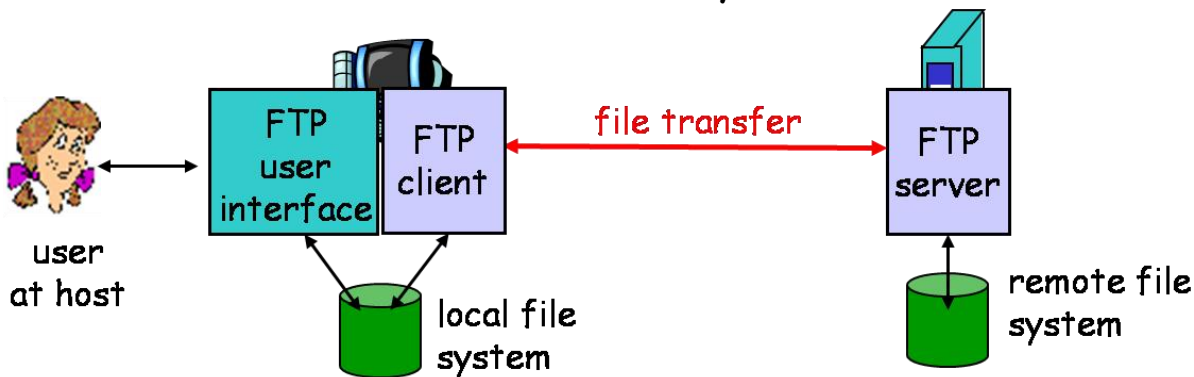 FTP
user
interface
FTP
client
file transfer
FTP
server
user
at host
local file
system
remote file
system